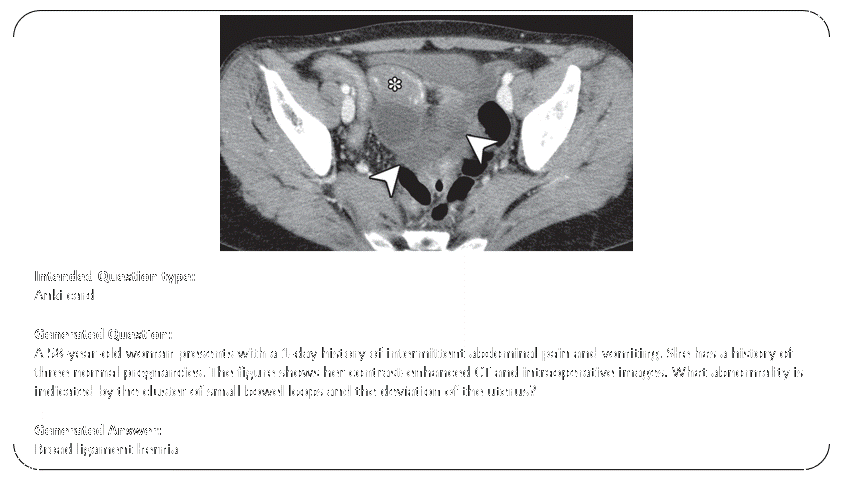 Intended Question type:
Anki card
Generated Question:
A 58-year-old woman presents with a 1-day history of intermittent abdominal pain and vomiting. She has a history of
three normal pregnancies. The figure shows her contrast-enhanced CT and intraoperative images. What abnormality is
indicated by the cluster of small bowel loops and the deviation of the uterus?
Generated Answer:
Broad ligament hernia